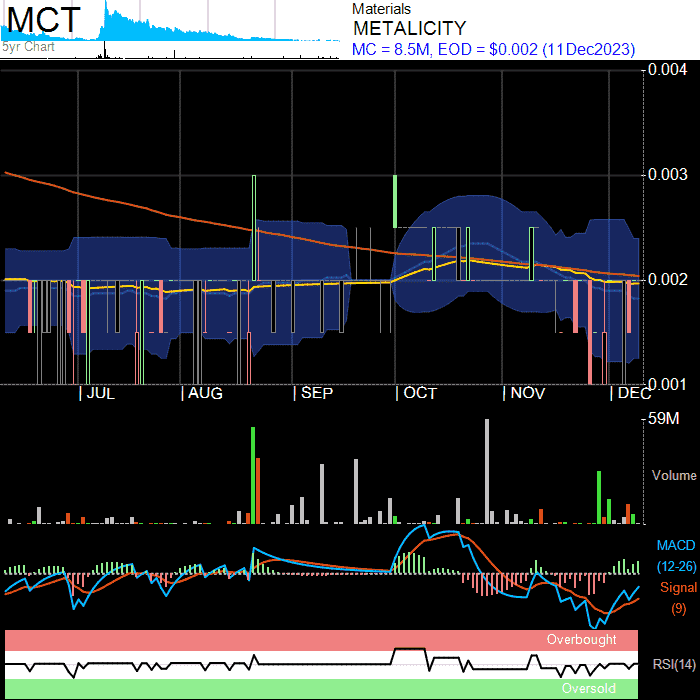 MCT
5yr Chart
Materials
METALICITY
MC = 8.5M, EOD = $0.002 (11Dec2023)
0.004
0.003
0.002
0.001
JUL
AUG
SEP
OCT
NOV
DEC
59M
Volume
MACD
(12-26)
Signal
(9)
Overbought
RSI(14)
Oversold